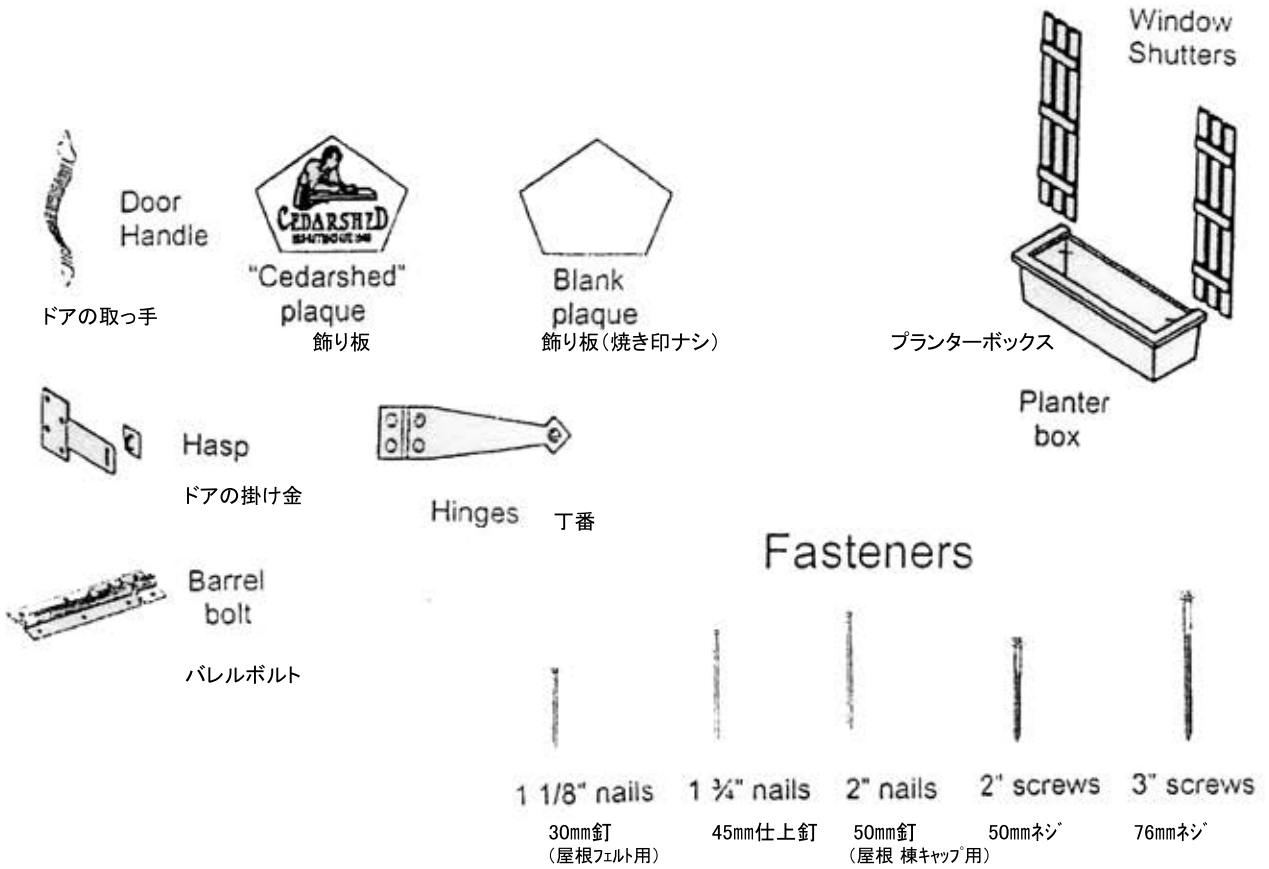 Window
Shutters
Door
Handle
ドアの取っ手
CEDARSHED
"Cedarshed"
plaque
飾り板
Blank
plaque
飾り板(焼き印ナシ)
プランターボックス
Planter
box
Hasp
ドアの掛け金
Hinges 丁番
Barrel
bolt
バレルボルト
Fasteners
1 1/8" nails 1 ¾" nails 2" nails 2" screws 3" screws
30mm釘 45mm仕上釘 50mm釘 50mmネジ 76mmネジ
(屋根フェルト用) (屋根 棟キャップ用)